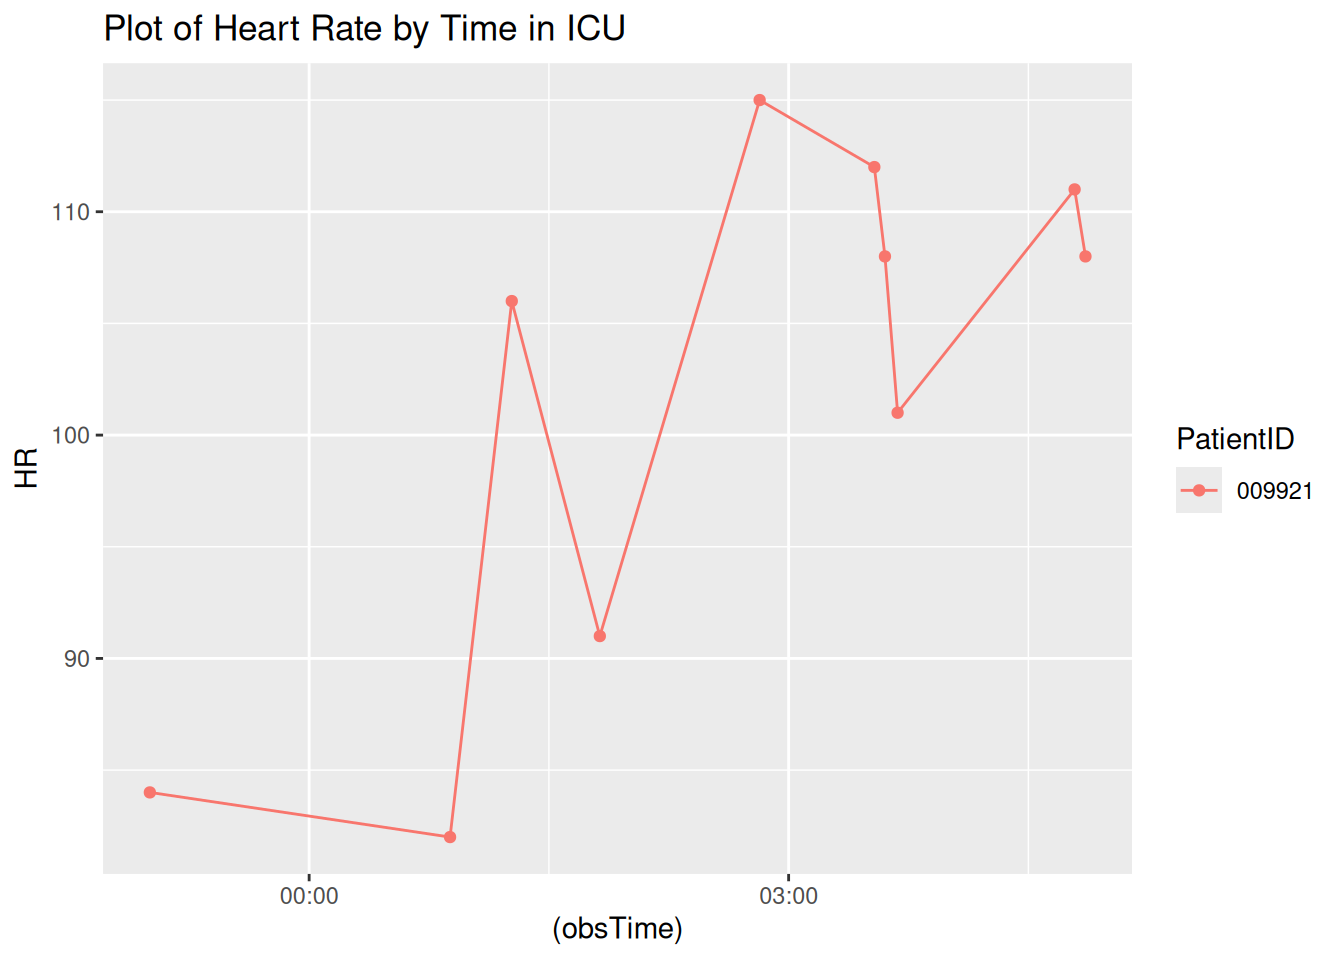 Plot of Heart Rate by Time in ICU
110
100
90
HR
00:00
03:00
(obsTime)
PatientID
009921